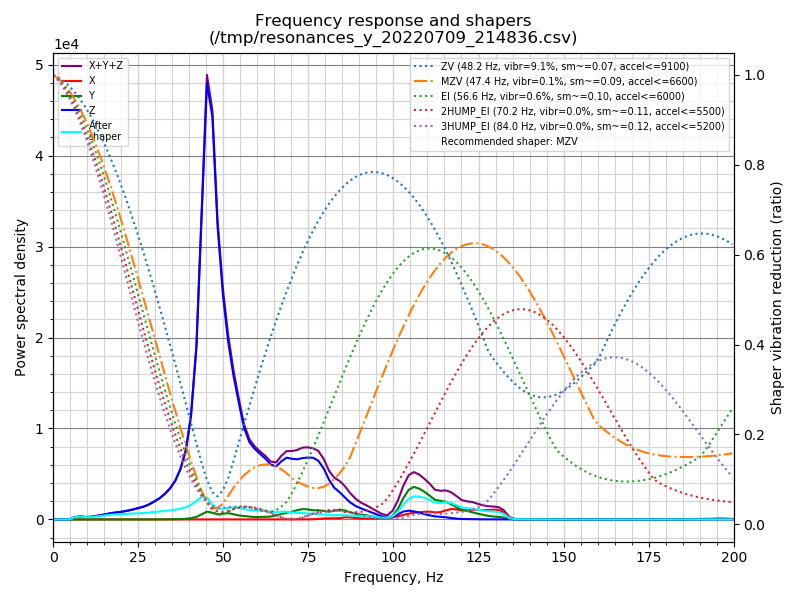 Frequency response and shapers
(/tmp/resonances_y_20220709_214836.csv)
1e4
X+Y+Z
X
Y
Z
After
shaper
ZV (48.2 Hz, vibr=9.1%, sm~=0.07, accel<=9100)
MZV (47.4 Hz, vibr=0.1%, sm~=0.09, accel<=6600)
EI (56.6 Hz, vibr=0.6%, sm~=0.10, accel<=6000)
2HUMP_EI (70.2 Hz, vibr=0.0%, sm~=0.11, accel<=5500)
3HUMP_EI (84.0 Hz, vibr=0.0%, sm~=0.12, accel<=5200)
Recommended shaper: MZV
5
4
3
2
1
0
Power spectral density
1.0
0.8
0.6
0.4
0.2
0.0
Shaper vibration reduction (ratio)
0 25 50 75 100 125 150 175 200
Frequency, Hz